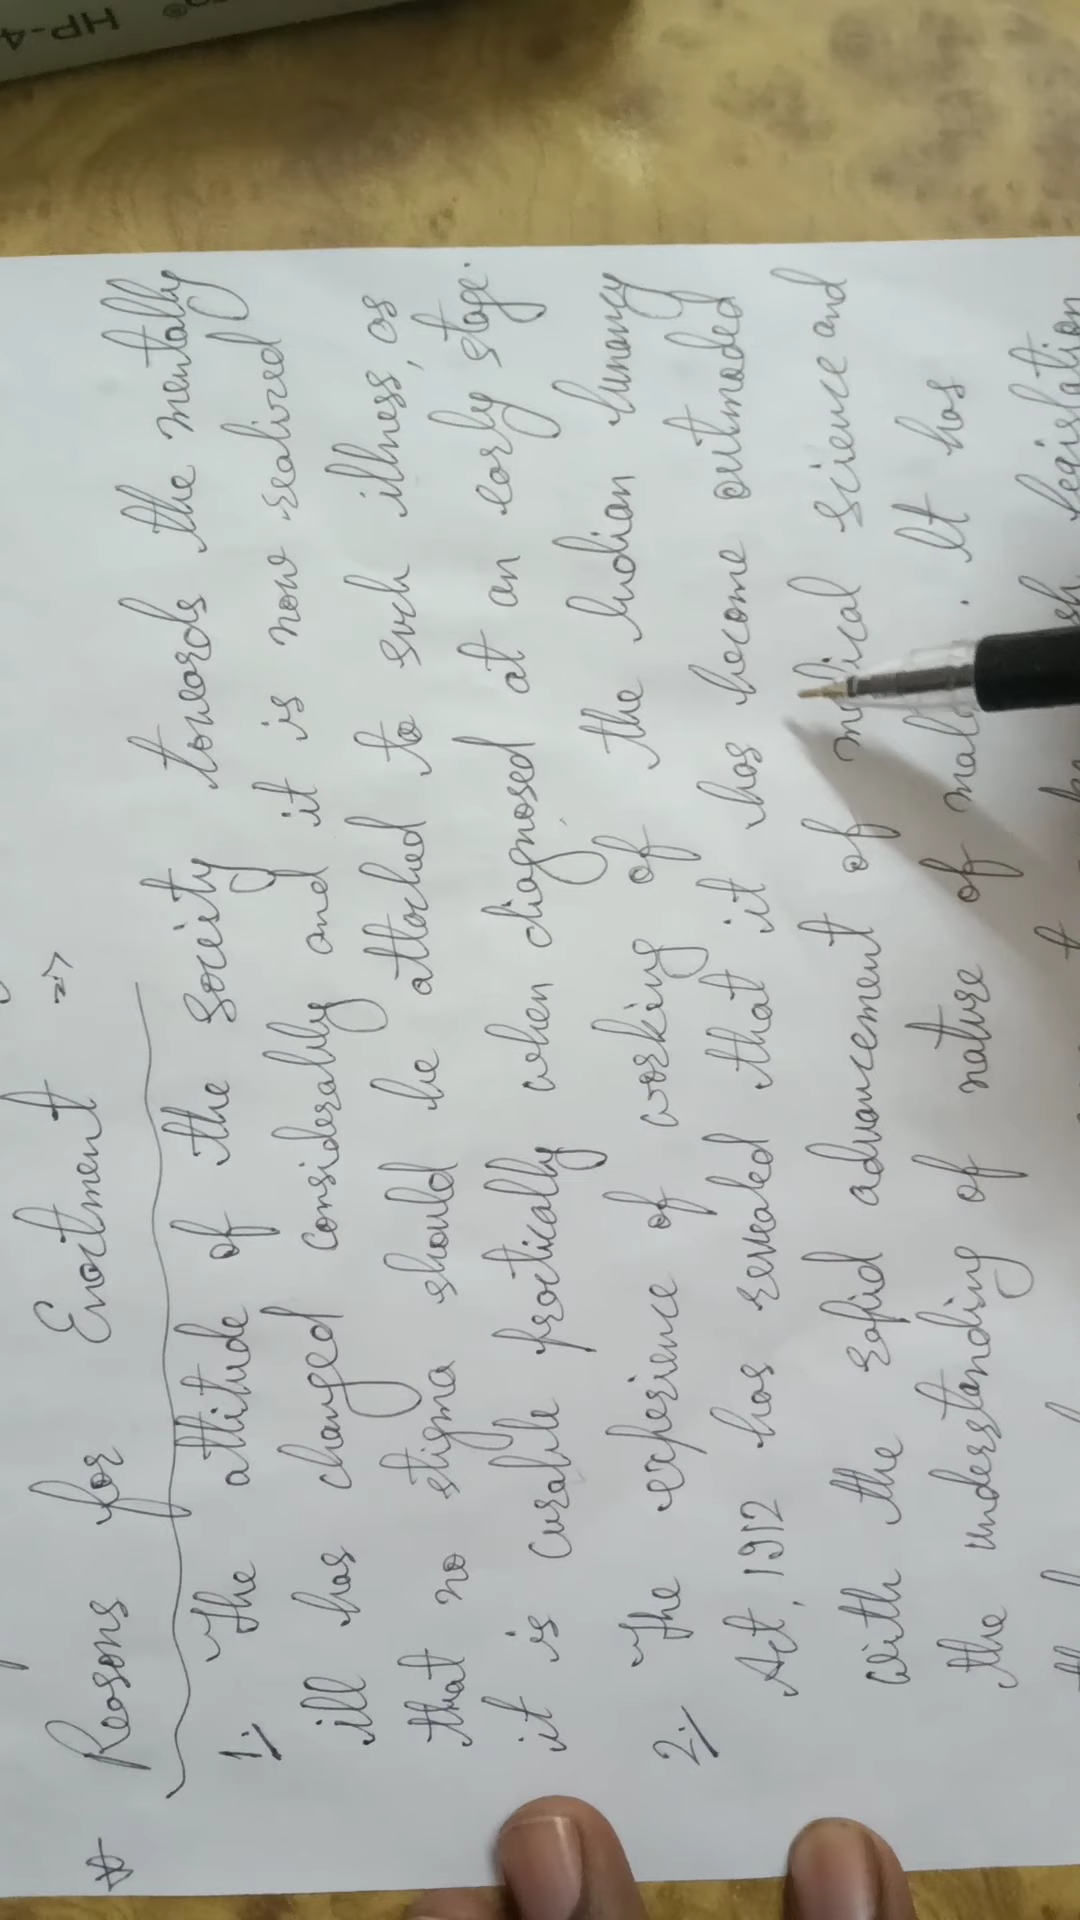 HP-4
* Reasons for Enactment =>
1:/ The attitude of the society towards the mentally
ill has changed considerably and it is now realized
that no stigma should be attached to such illness, as
it is curable practically when diagnosed at an early stage.
2:/ The experience of working of the Indian Lunancy
Act, 1912 has revealed that it has become outmoded
with the rapid advancement of medical science and
the understanding of nature of . It has
legislation